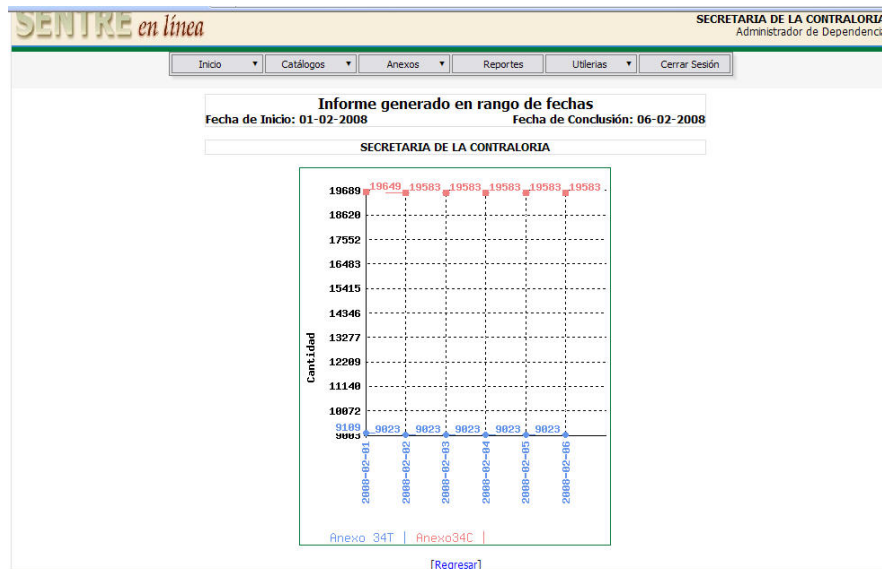 SENTRE en línea
SECRETARIA DE LA CONTRALORIA
Administrador de Dependencia
Inicio Catálogos Anexos Reportes Utilerias Cerrar Sesión
Informe generado en rango de fechas
Fecha de Inicio: 01-02-2008 Fecha de Conclusión: 06-02-2008
SECRETARIA DE LA CONTRALORIA
19689
19649 19583 19583 19583 19583 19583
18620
17552
16483
15415
14346
13277
12209
11140
10072
9003
9109 9023 9023 9023 9023 9023
Cantidad
2008-02-01 2008-02-02 2008-02-03 2008-02-04 2008-02-05 2008-02-06
Anexo 34T | Anexo34C |
[Regresar]